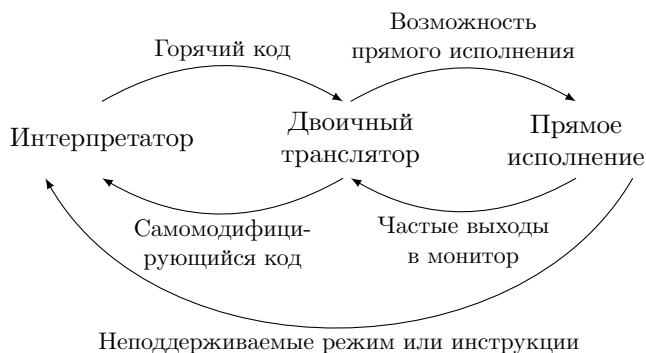 Возможность
прямого исполнения
Горячий код
Интерпретатор
Двоичный
транслятор
Прямое
исполнение
Самомодифици-
рующийся код
Частые выходы
в монитор
Неподдерживаемые режим или инструкции